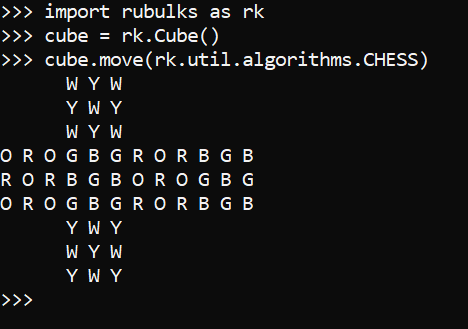 >>> import rubulks as rk
>>> cube = rk.Cube()
>>> cube.move(rk.util.algorithms.CHESS)
      W Y W
      Y W Y
      W Y W
O R O G B G R O R B G B
R O R B G B O R O G B G
O R O G B G R O R B G B
      Y W Y
      W Y W
      Y W Y
>>>